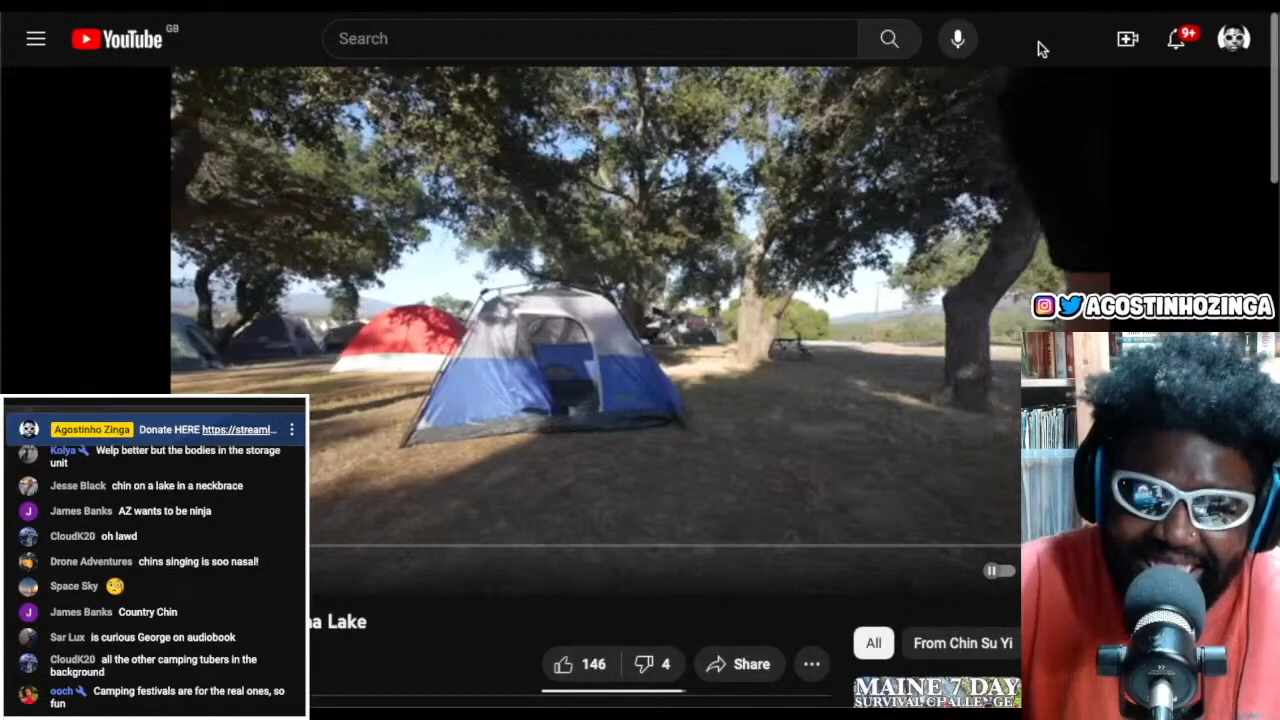 YouTube GB
Search
9+
AGOSTINHOZINGA
Agostinho Zinga Donate HERE https://streaml...
Kolya Welp better but the bodies in the storage
unit
Jesse Black chin on a lake in a neckbrace
James Banks AZ wants to be ninja
CloudK20 oh lawd
Drone Adventures chins singing is soo nasal!
Space Sky 🧐
James Banks Country Chin
Sar Lux is curious George on audiobook
CloudK20 all the other camping tubers in the
background
ooch Camping festivals are for the real ones, so
fun
na Lake
146 4 Share
All From Chin Su Yi
MAINE 7 DAY
SURVIVAL CHALLENGE